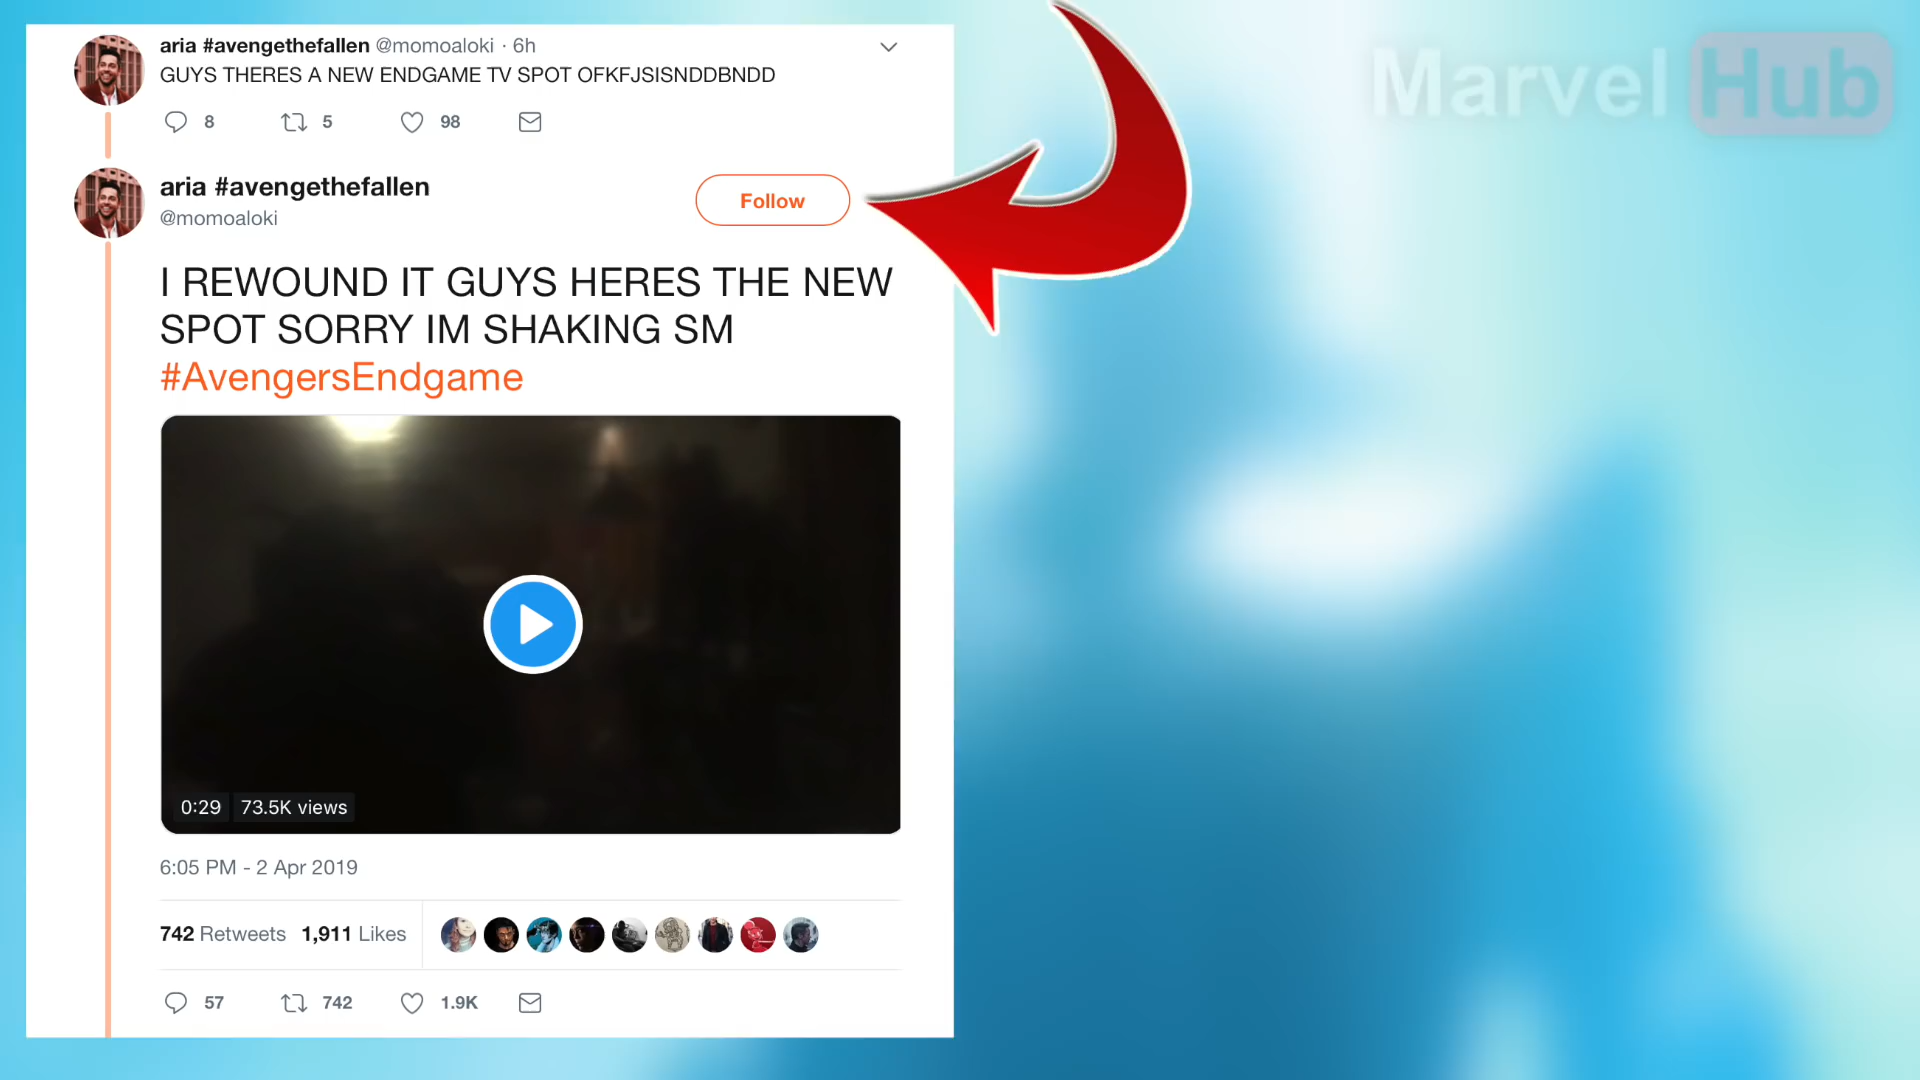 aria #avengethefallen @momoaloki · 6h
GUYS THERES A NEW ENDGAME TV SPOT OFKFJSISNDDBNDD
8 5 98
Marvel Hub
aria #avengethefallen
@momoaloki
Follow
I REWOUND IT GUYS HERES THE NEW
SPOT SORRY IM SHAKING SM
#AvengersEndgame
0:29 73.5K views
6:05 PM - 2 Apr 2019
742 Retweets 1,911 Likes
57 742 1.9K